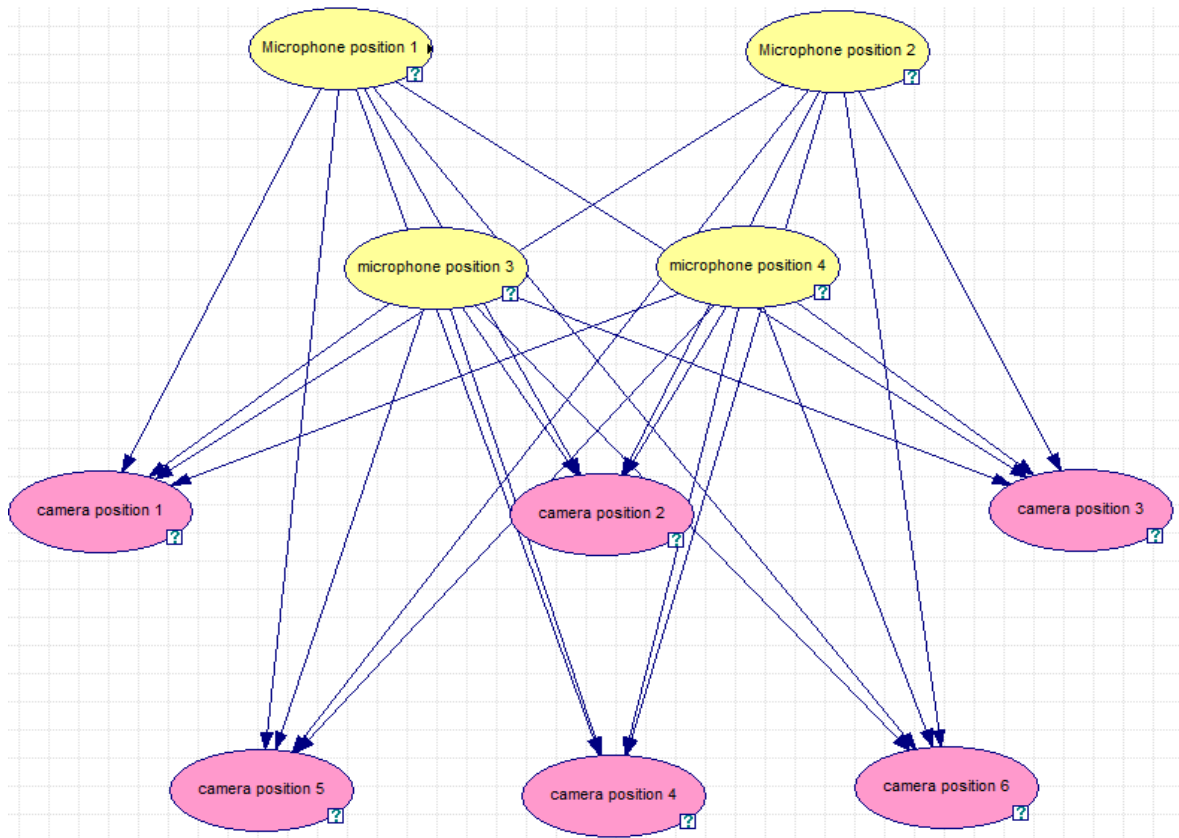 Microphone position 1
?
Microphone position 2
?
microphone position 3
?
microphone position 4
?
camera position 1
?
camera position 2
?
camera position 3
?
camera position 5
?
camera position 4
?
camera position 6
?